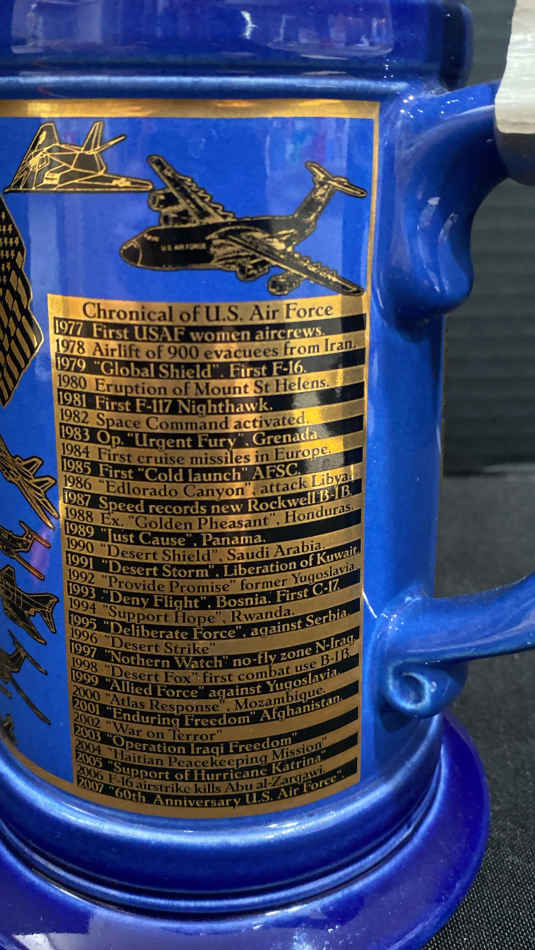 U.S. AIR FORCE
Chronical of U.S. Air Force
1977 First USAF women aircrews.
1978 Airlift of 900 evacuees from Iran.
1979 "Global Shield". First F-16.
1980 Eruption of Mount St Helens.
1981 First F-117 Nighthawk.
1982 Space Command activated.
1983 Op. "Urgent Fury", Grenada.
1984 First cruise missiles in Europe.
1985 First "Cold launch" AFSC.
1986 "Edlorado Canyon", attack Libya.
1987 Speed records new Rockwell B-1B.
1988 Ex. "Golden Pheasant", Honduras.
1989 "Just Cause", Panama.
1990 "Desert Shield", Saudi Arabia.
1991 "Desert Storm", Liberation of Kuwait.
1992 "Provide Promise" former Yugoslavia.
1993 "Deny Flight", Bosnia. First C-17.
1994 "Support Hope", Rwanda.
1995 "Deliberate Force", against Serbia.
1996 "Desert Strike"
1997 "Nothern Watch" no-fly zone N-Iraq.
1998 "Desert Fox" first combat use B-1B.
1999 "Allied Force" against Yugoslavia.
2000 "Atlas Response", Mozambique.
2001 "Enduring Freedom" Afghanistan.
2002 "War on Terror"
2003 "Operation Iraqi Freedom"
2004 "Haitian Peacekeeping Mission"
2005 "Support of Hurricane Katrina"
2006 F-16 airstrike kills Abu al-Zarqawi.
2007 "60th Anniversary U.S. Air Force".